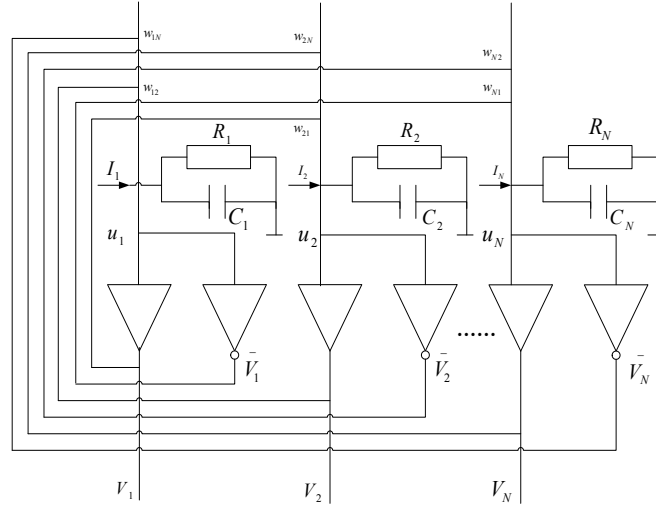 w₁N w₂N
wN₂
w₁₂ wN₁
w₂₁
R₁ R₂ RN
I₁ I₂ IN
C₁ C₂ CN
u₁ u₂ uN
......
V̄₁ V̄₂ V̄N
V₁ V₂ VN